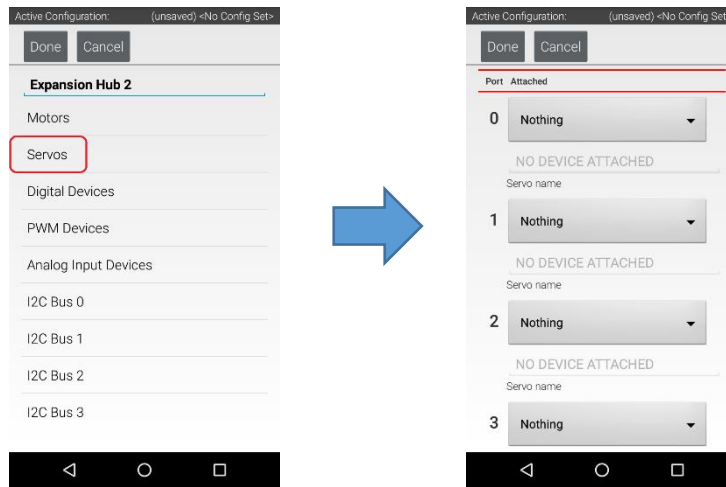 Active Configuration: (unsaved) <No Config Set>
Done Cancel
Expansion Hub 2
Motors
Servos
Digital Devices
PWM Devices
Analog Input Devices
I2C Bus 0
I2C Bus 1
I2C Bus 2
I2C Bus 3
Active Configuration: (unsaved) <No Config Set
Done Cancel
Port Attached
0 Nothing
NO DEVICE ATTACHED
Servo name
1 Nothing
NO DEVICE ATTACHED
Servo name
2 Nothing
NO DEVICE ATTACHED
Servo name
3 Nothing